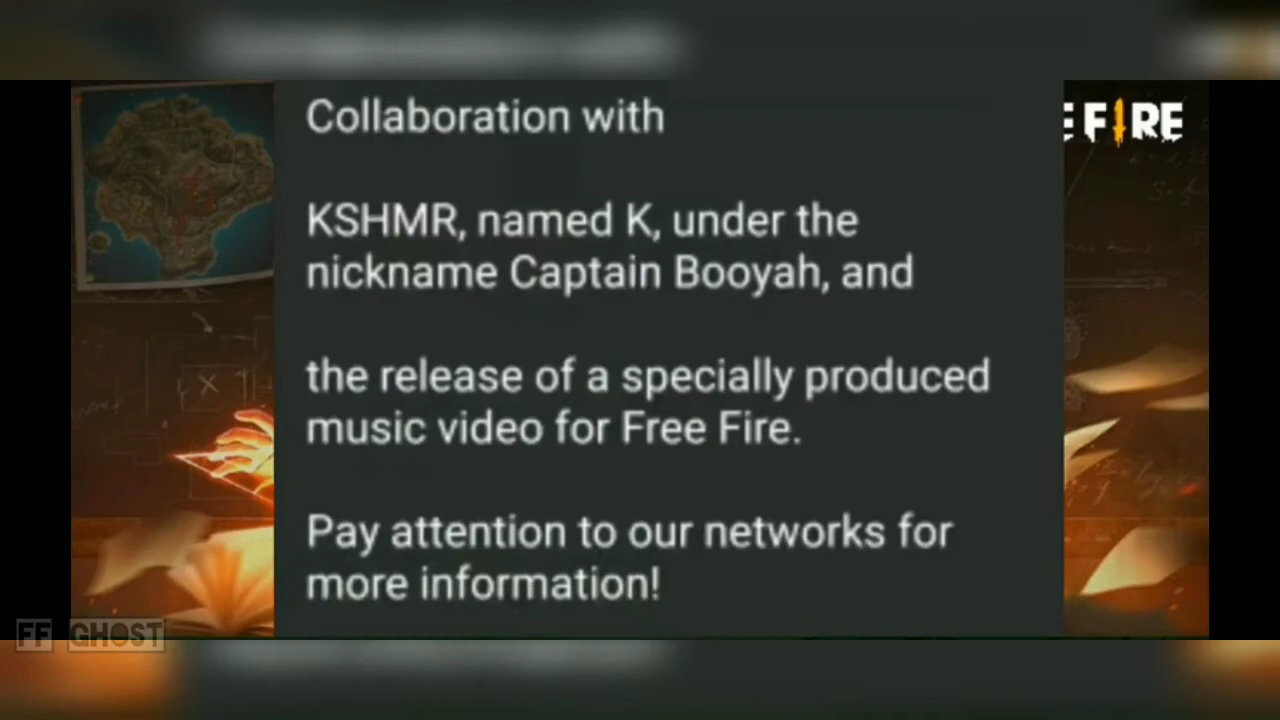 Collaboration with
E FIRE
KSHMR, named K, under the
nickname Captain Booyah, and
the release of a specially produced
music video for Free Fire.
Pay attention to our networks for
more information!
FF GHOST